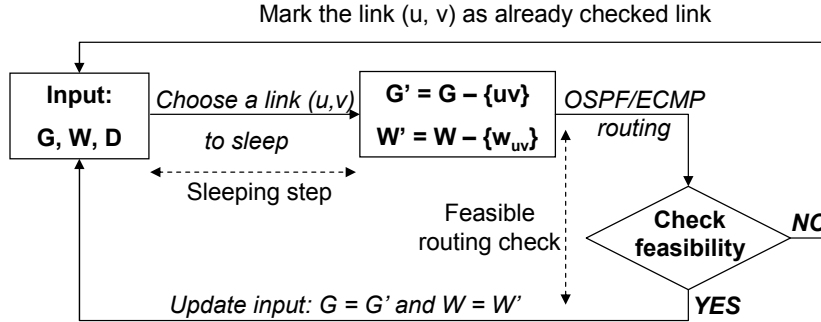 Mark the link (u, v) as already checked link
Input:
G, W, D
Choose a link (u,v)
to sleep
Sleeping step
G’ = G – {uv}
W’ = W – {w_uv}
OSPF/ECMP
routing
Feasible
routing check
Check
feasibility
NO
YES
Update input: G = G’ and W = W’